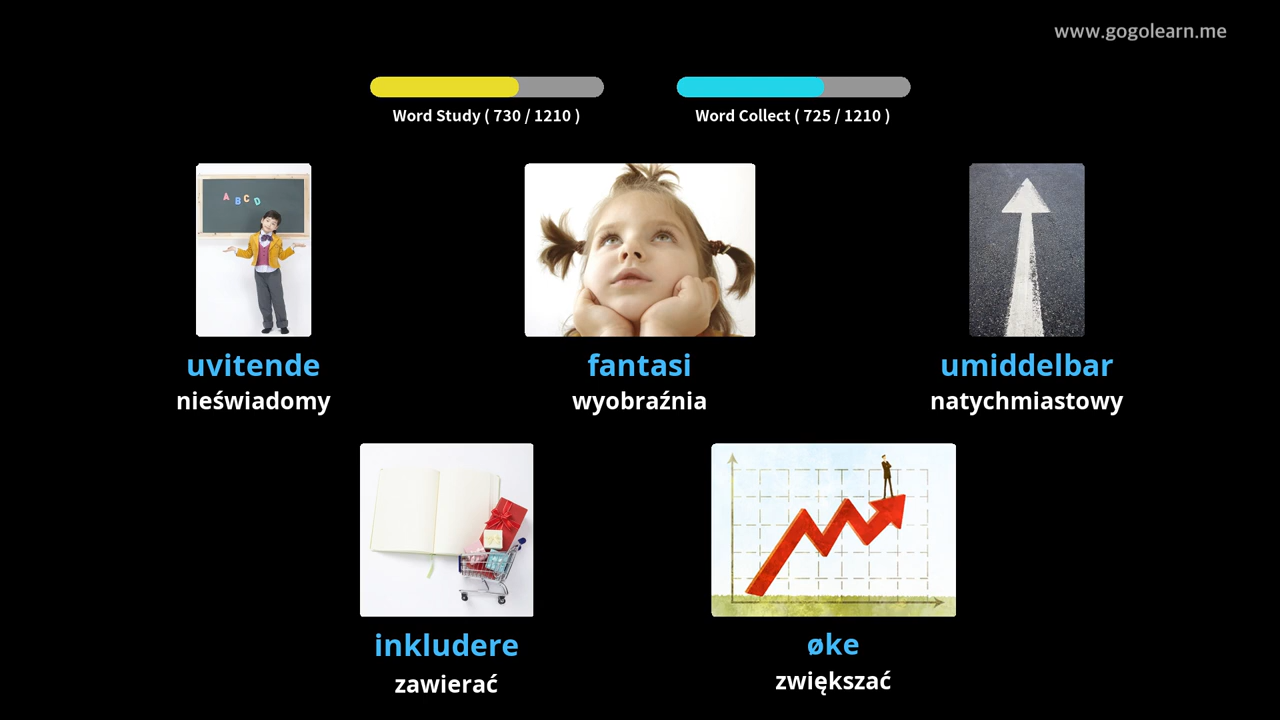 www.gogolearn.me
Word Study ( 730 / 1210 )
Word Collect ( 725 / 1210 )
A B C D
uvitende
nieświadomy
fantasi
wyobraźnia
umiddelbar
natychmiastowy
inkludere
zawierać
øke
zwiększać